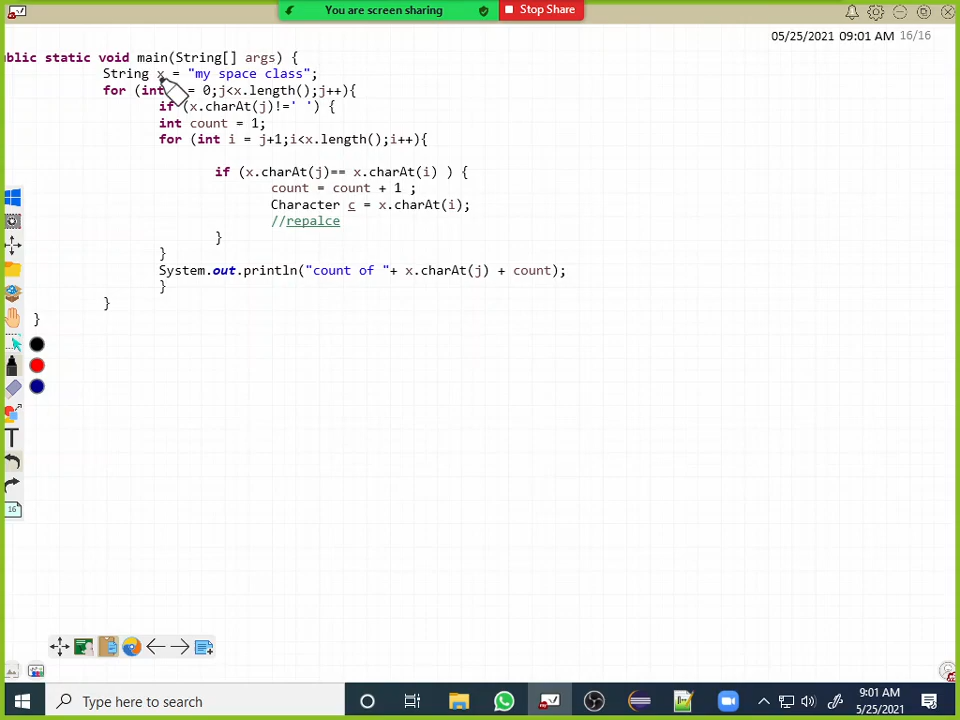 You are screen sharing
Stop Share
05/25/2021 09:01 AM 16/16
ublic static void main(String[] args) {
String x = "my space class";
for (int = 0;j<x.length();j++){
if (x.charAt(j)!=' ') {
int count = 1;
for (int i = j+1;i<x.length();i++){
if (x.charAt(j)== x.charAt(i) ) {
count = count + 1 ;
Character c = x.charAt(i);
//repalce
}
}
System.out.println("count of "+ x.charAt(j) + count);
}
}
}
T
16
Type here to search
9:01 AM
5/25/2021